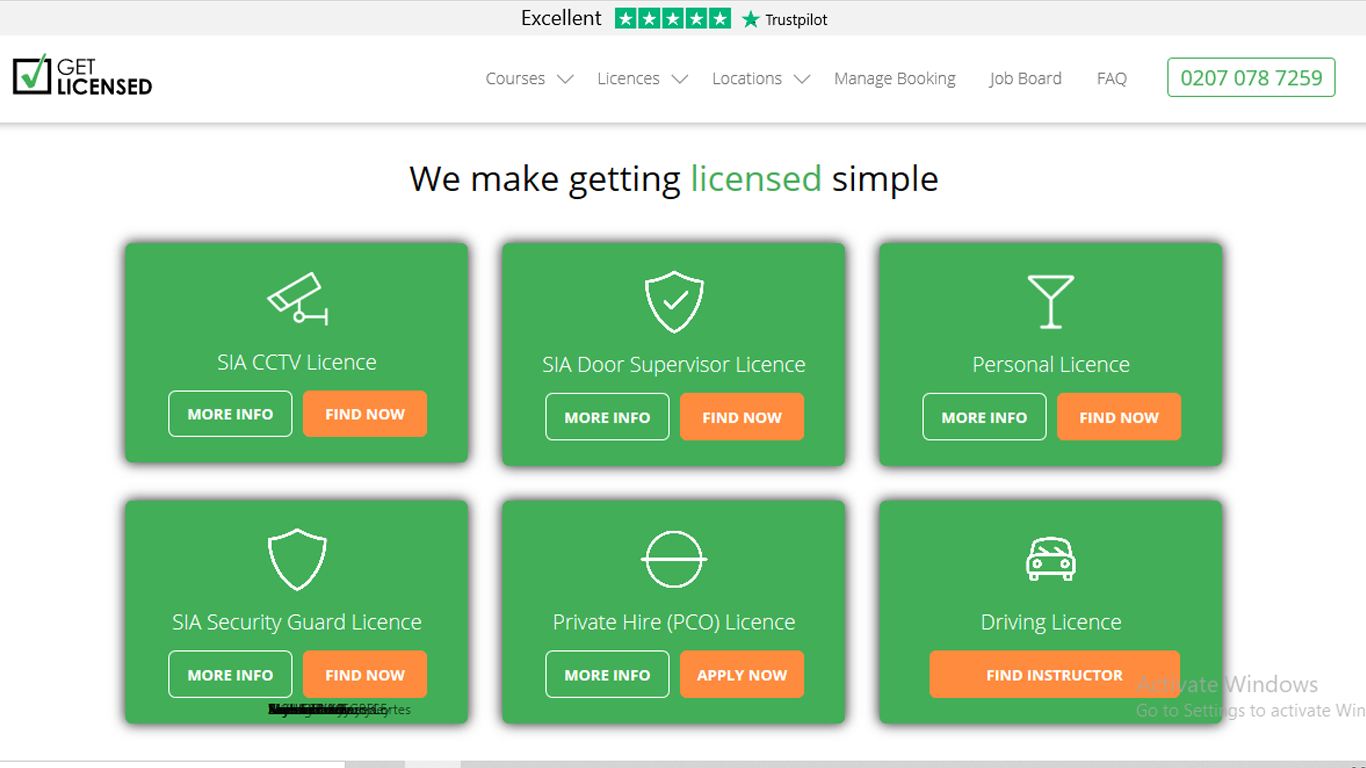 Excellent Trustpilot
GET
LICENSED
Courses Licences Locations Manage Booking Job Board FAQ 0207 078 7259
We make getting licensed simple
SIA CCTV Licence
MORE INFO FIND NOW
SIA Door Supervisor Licence
MORE INFO FIND NOW
Personal Licence
MORE INFO FIND NOW
SIA Security Guard Licence
MORE INFO FIND NOW
Private Hire (PCO) Licence
MORE INFO APPLY NOW
Driving Licence
FIND INSTRUCTOR
Activate Windows
Go to Settings to activate Win